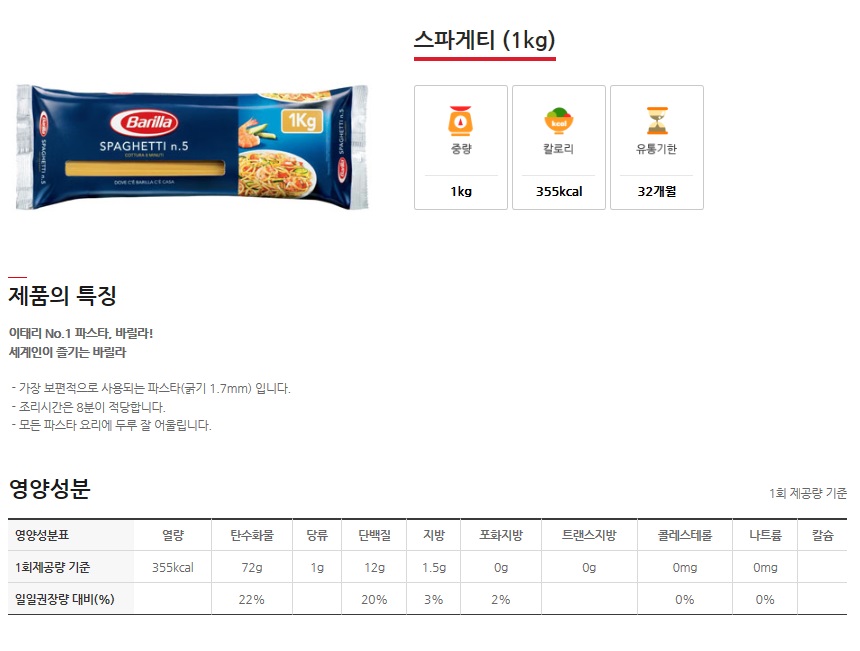 스파게티 (1kg)
Barilla
1Kg
SPAGHETTI n.5
COTTURA 8 MINUTI
DOVE C'È BARILLA C'È CASA
SPAGHETTI n.5
SPAGHETTI n.5
kcal
중량
칼로리
유통기한
1kg
355kcal
32개월
제품의 특징
이태리 No.1 파스타, 바릴라!
세계인이 즐기는 바릴라
- 가장 보편적으로 사용되는 파스타(굵기 1.7mm) 입니다.
- 조리시간은 8분이 적당합니다.
- 모든 파스타 요리에 두루 잘 어울립니다.
영양성분
1회 제공량 기준
영양성분표 열량 탄수화물 당류 단백질 지방 포화지방 트랜스지방 콜레스테롤 나트륨 칼슘
1회제공량 기준 355kcal 72g 1g 12g 1.5g 0g 0g 0mg 0mg
일일권장량 대비(%) 22% 20% 3% 2% 0% 0%